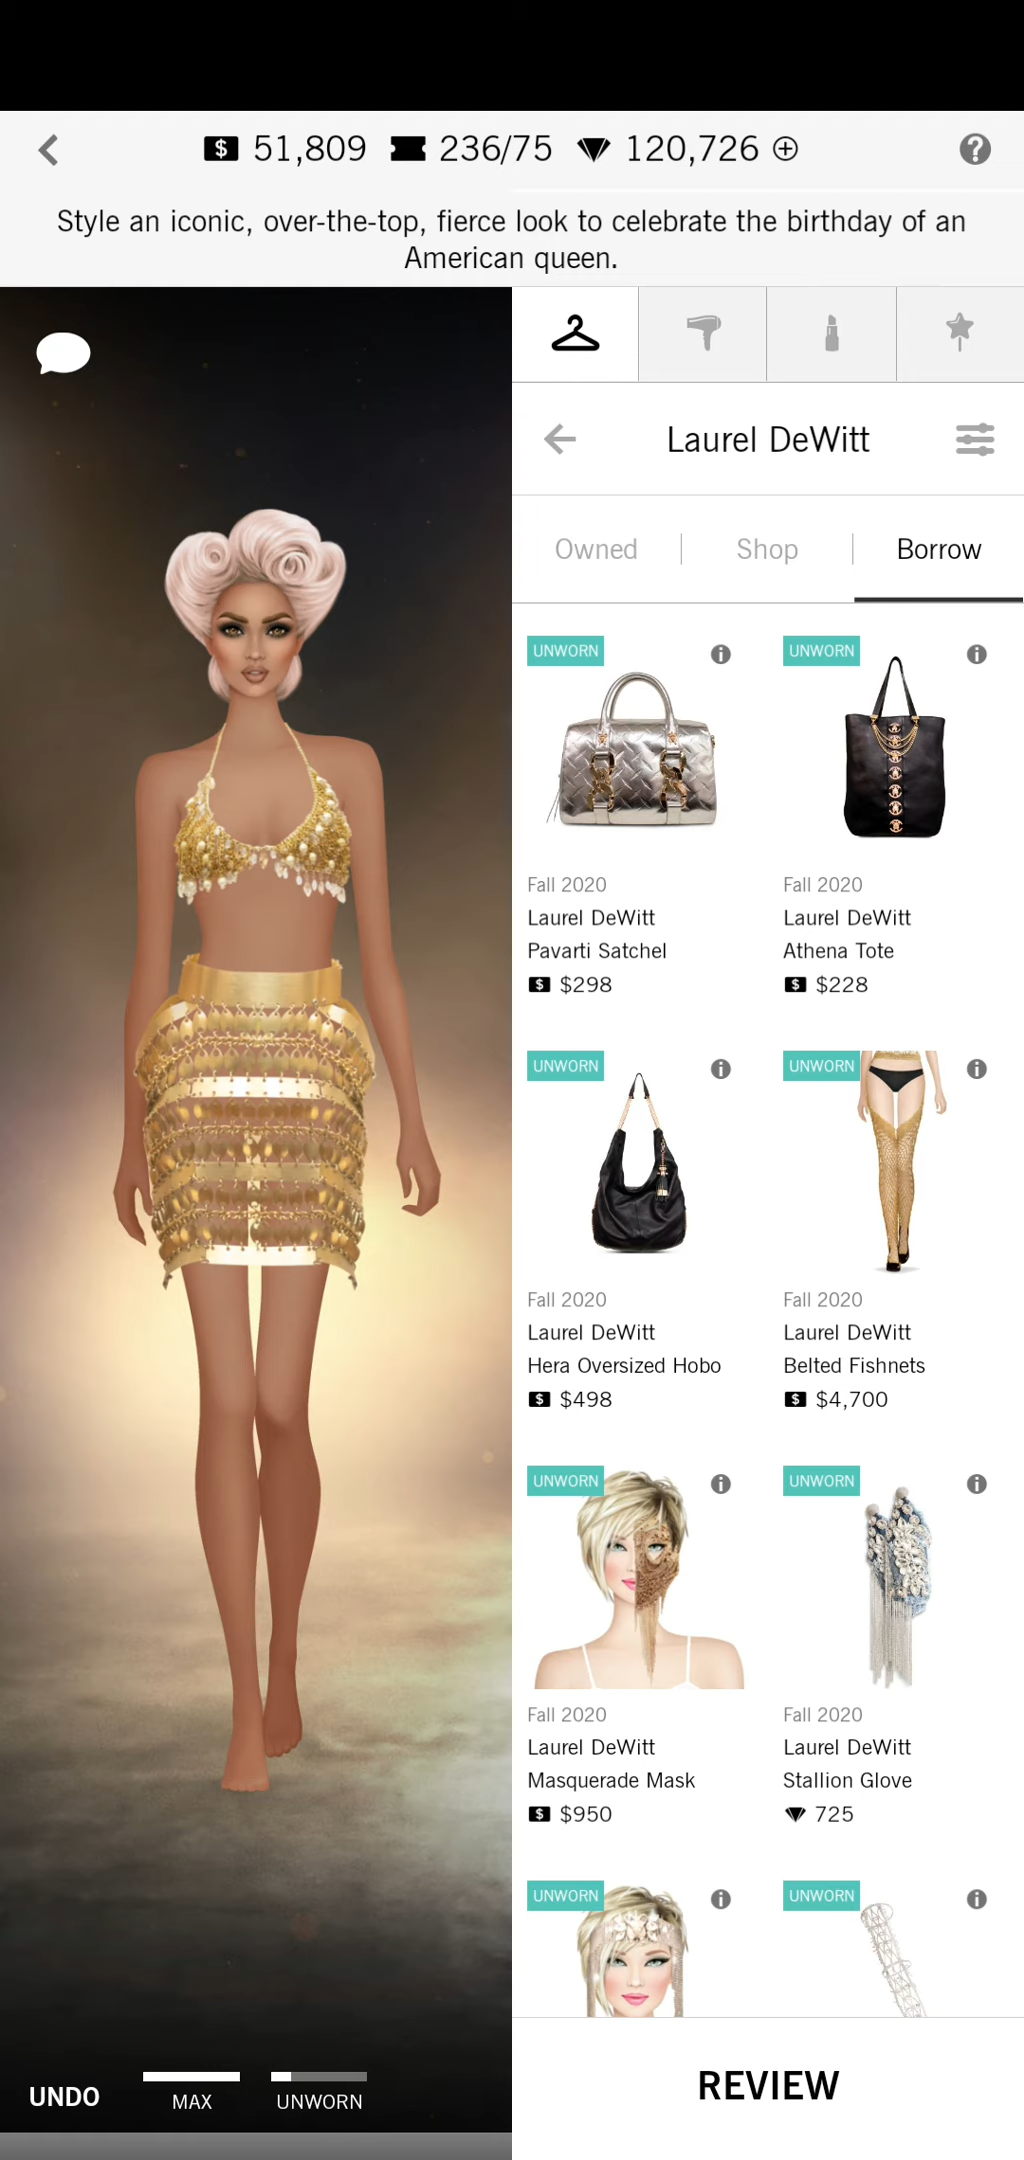 51,809 236/75 120,726
Style an iconic, over-the-top, fierce look to celebrate the birthday of an
American queen.
Laurel DeWitt
Owned Shop Borrow
UNWORN
Fall 2020
Laurel DeWitt
Pavarti Satchel
$298
UNWORN
Fall 2020
Laurel DeWitt
Athena Tote
$228
UNWORN
Fall 2020
Laurel DeWitt
Hera Oversized Hobo
$498
UNWORN
Fall 2020
Laurel DeWitt
Belted Fishnets
$4,700
UNWORN
Fall 2020
Laurel DeWitt
Masquerade Mask
$950
UNWORN
Fall 2020
Laurel DeWitt
Stallion Glove
725
UNWORN
UNWORN
UNDO
MAX
UNWORN
REVIEW